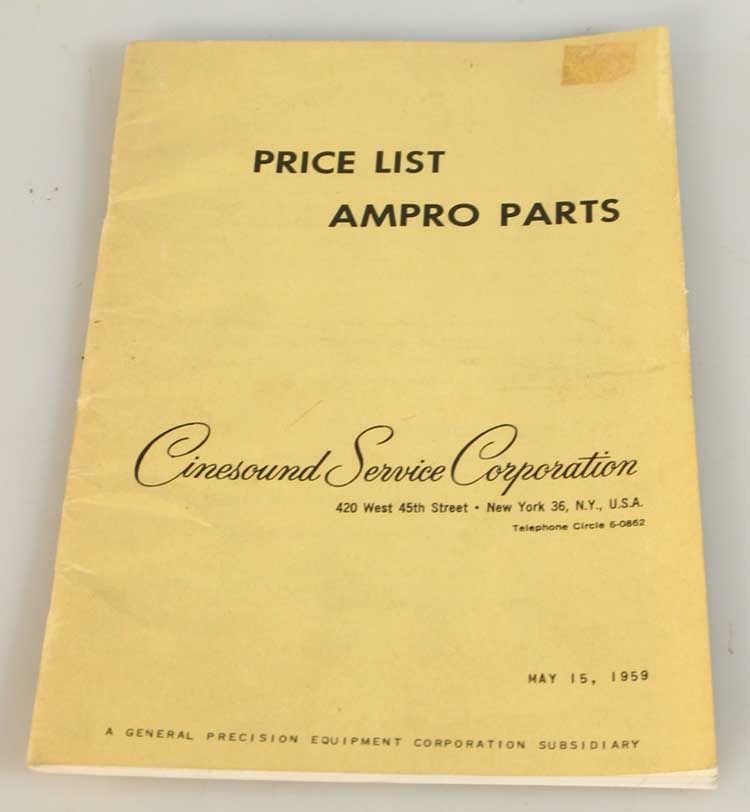 PRICE LIST
AMPRO PARTS
Cinesound Service Corporation
420 West 45th Street • New York 36, N.Y., U.S.A.
Telephone Circle 6-0862
MAY 15, 1959
A GENERAL PRECISION EQUIPMENT CORPORATION SUBSIDIARY